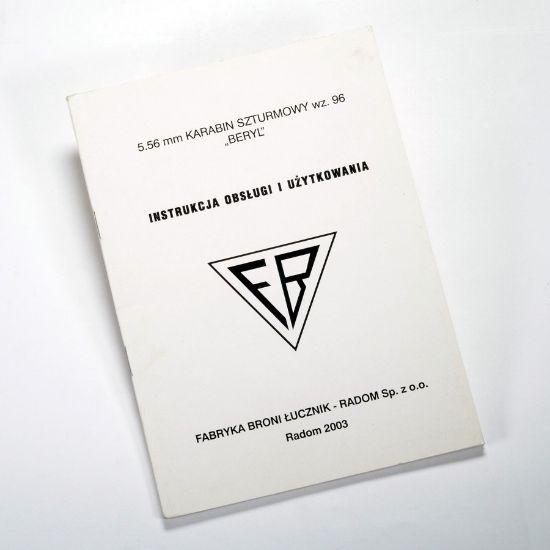 5.56 mm KARABIN SZTURMOWY wz. 96
„BERYL”
INSTRUKCJA OBSŁUGI I UŻYTKOWANIA
FB
FABRYKA BRONI ŁUCZNIK - RADOM Sp. z o.o.
Radom 2003